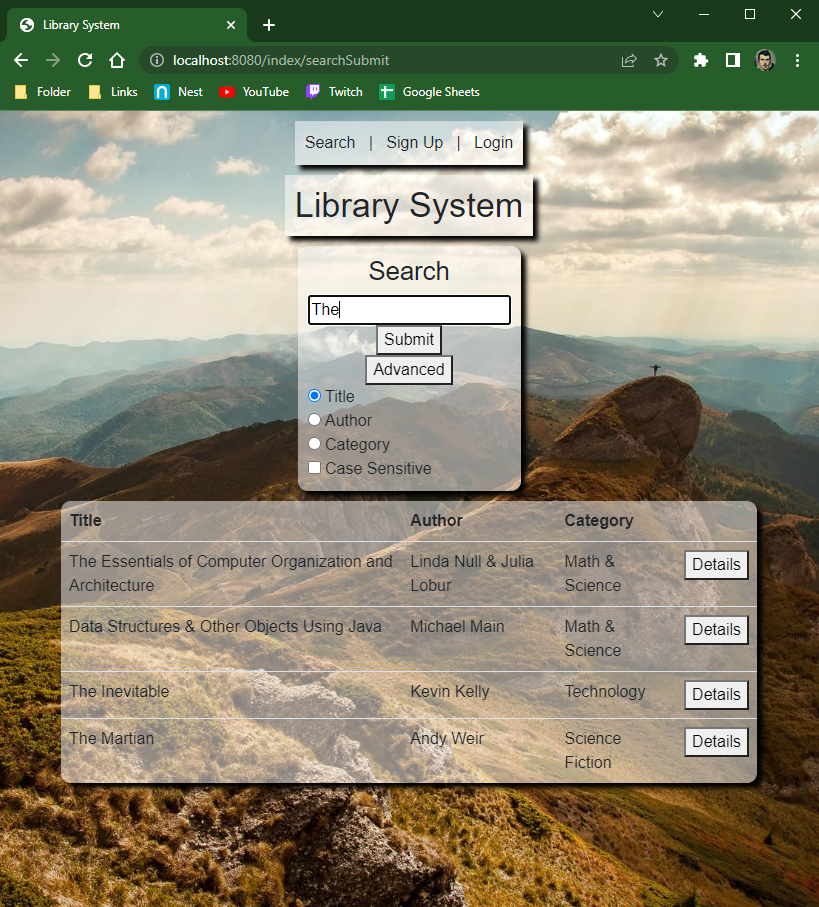 Library System
localhost:8080/index/searchSubmit
Folder Links Nest YouTube Twitch Google Sheets
Search | Sign Up | Login
Library System
Search
The
Submit
Advanced
Title
Author
Category
Case Sensitive
Title Author Category
The Essentials of Computer Organization and Linda Null & Julia Math & Details
Architecture Lobur Science
Data Structures & Other Objects Using Java Michael Main Math & Details
Science
The Inevitable Kevin Kelly Technology Details
The Martian Andy Weir Science Details
Fiction